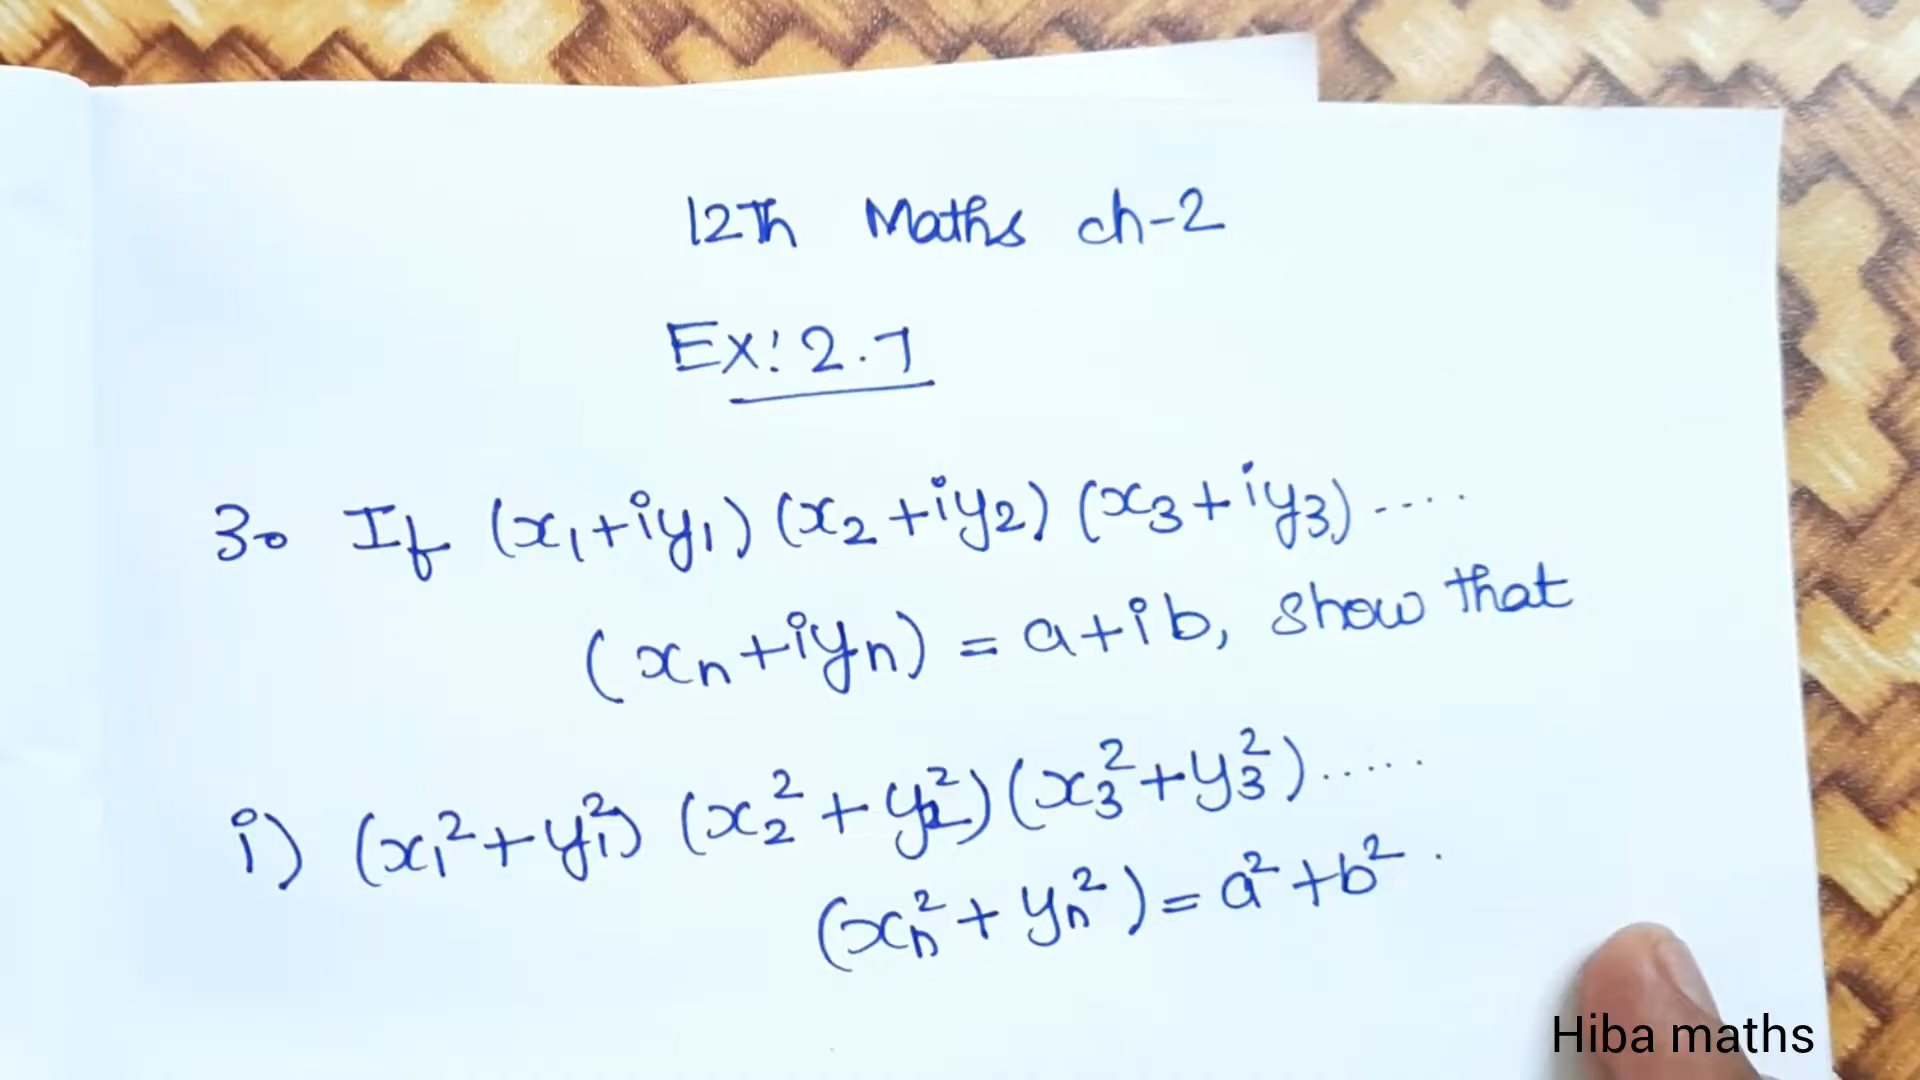 12Th Maths ch-2
Ex: 2.7
3. If (x₁+iy₁) (x₂+iy₂) (x₃+iy₃) ....
(xₙ+iyₙ) = a+ib, show that
i) (x₁²+y₁²) (x₂²+y₂²) (x₃²+y₃²) .....
(xₙ²+yₙ²) = a²+b².
Hiba maths